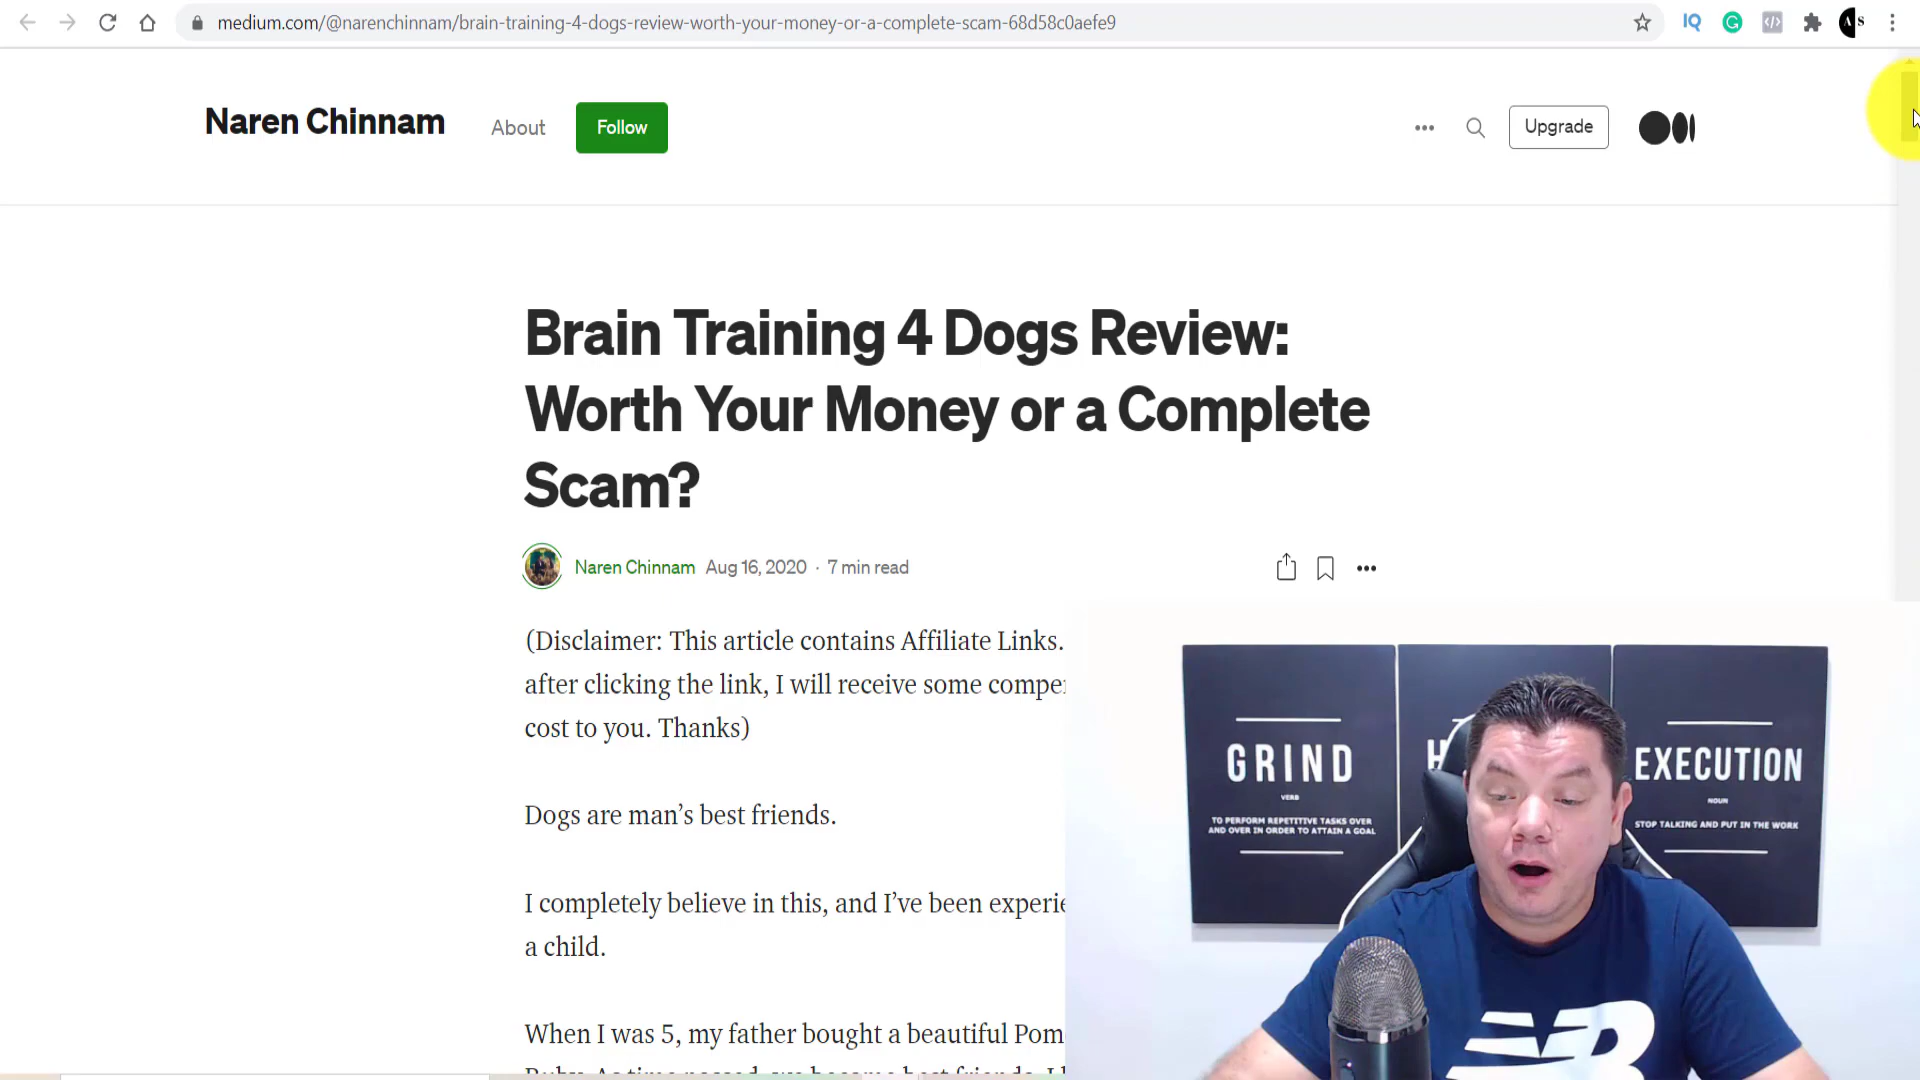 medium.com/@narenchinnam/brain-training-4-dogs-review-worth-your-money-or-a-complete-scam-68d58c0aefe9
IQ
A S
Naren Chinnam
About
Follow
Upgrade
Brain Training 4 Dogs Review:
Worth Your Money or a Complete
Scam?
Naren Chinnam Aug 16, 2020 · 7 min read
(Disclaimer: This article contains Affiliate Links.
after clicking the link, I will receive some
cost to you. Thanks)
Dogs are man's best friends.
I completely believe in this, and I've been
a child.
When I was 5, my father bought a beautiful
GRIND
VERB
TO PERFORM REPETITIVE TASKS OVER
AND OVER IN ORDER TO ATTAIN A GOAL
H
EXECUTION
NOUN
STOP TALKING AND PUT IN THE WORK
NB